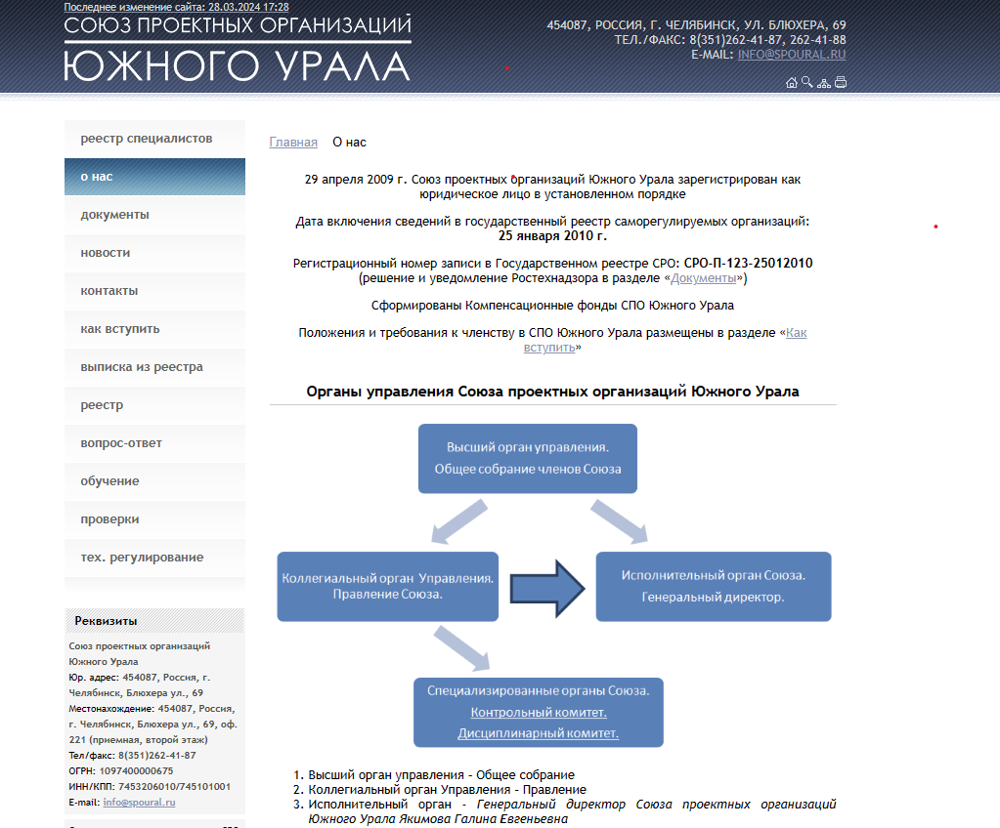 Последнее изменение сайта: 28.03.2024 17:28
СОЮЗ ПРОЕКТНЫХ ОРГАНИЗАЦИЙ
ЮЖНОГО УРАЛА
454087, РОССИЯ, Г. ЧЕЛЯБИНСК, УЛ. БЛЮХЕРА, 69
ТЕЛ./ФАКС: 8(351)262-41-87, 262-41-88
E-MAIL: INFO@SPOURAL.RU
реестр специалистов
о нас
документы
новости
контакты
как вступить
выписка из реестра
реестр
вопрос-ответ
обучение
проверки
тех. регулирование
Реквизиты
Союз проектных организаций
Южного Урала
Юр. адрес: 454087, Россия, г.
Челябинск, Блюхера ул., 69
Местонахождение: 454087, Россия,
г. Челябинск, Блюхера ул., 69, оф.
221 (приемная, второй этаж)
Тел/факс: 8(351)262-41-87
ОГРН: 1097400000675
ИНН/КПП: 7453206010/745101001
E-mail: info@spoural.ru
Главная О нас
29 апреля 2009 г. Союз проектных организаций Южного Урала зарегистрирован как
юридическое лицо в установленном порядке
Дата включения сведений в государственный реестр саморегулируемых организаций:
25 января 2010 г.
Регистрационный номер записи в Государственном реестре СРО: СРО-П-123-25012010
(решение и уведомление Ростехнадзора в разделе «Документы»)
Сформированы Компенсационные фонды СПО Южного Урала
Положения и требования к членству в СПО Южного Урала размещены в разделе «Как
вступить»
Органы управления Союза проектных организаций Южного Урала
Высший орган управления.
Общее собрание членов Союза
Коллегиальный орган Управления.
Правление Союза.
Исполнительный орган Союза.
Генеральный директор.
Специализированные органы Союза.
Контрольный комитет.
Дисциплинарный комитет.
1. Высший орган управления - Общее собрание
2. Коллегиальный орган Управления - Правление
3. Исполнительный орган - Генеральный директор Союза проектных организаций
Южного Урала Якимова Галина Евгеньевна